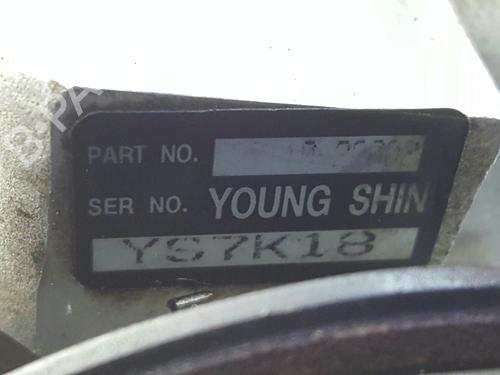 PART NO.
SER NO. YOUNG SHIN
YS7K18